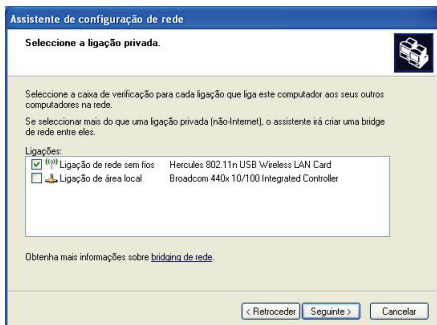 Assistente de configuração de rede
Seleccione a ligação privada.
Seleccione a caixa de verificação para cada ligação que liga este computador aos seus outros
computadores na rede.
Se seleccionar mais do que uma ligação privada (não-Internet), o assistente irá criar uma bridge
de rede entre eles.
Ligações:
Ligação de rede sem fios Hercules 802.11n USB Wireless LAN Card
Ligação de área local Broadcom 440x 10/100 Integrated Controller
Obtenha mais informações sobre bridging de rede.
< Retroceder Seguinte > Cancelar